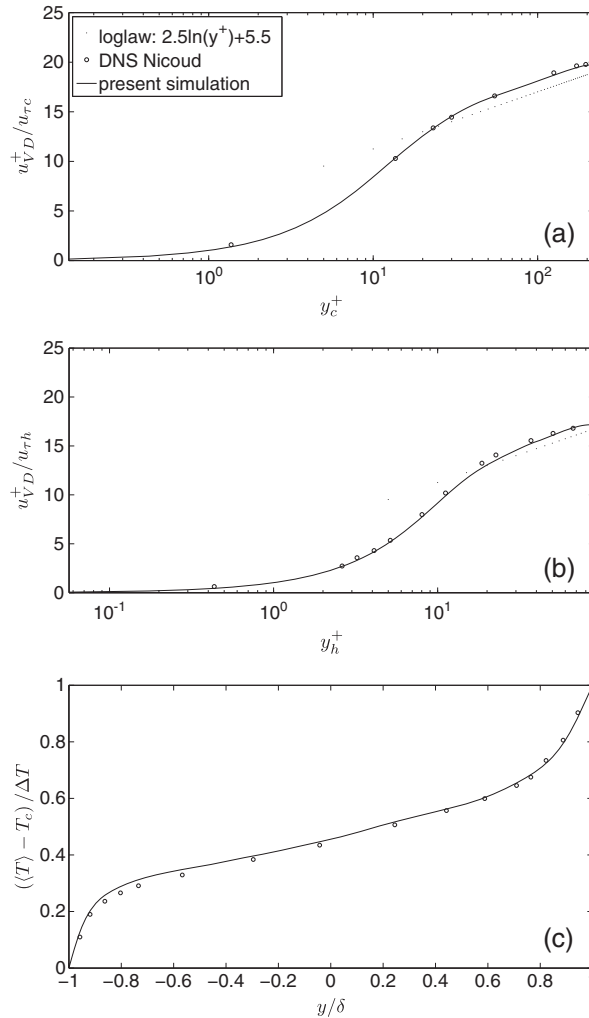 25
20
15
10
5
0
loglaw: 2.5ln(y⁺)+5.5
DNS Nicoud
present simulation
u⁺_VD/u_τc
(a)
10⁰ 10¹ 10²
y_c⁺
25
20
15
10
5
0
u⁺_VD/u_τh
(b)
10⁻¹ 10⁰ 10¹
y_h⁺
1
0.8
0.6
0.4
0.2
0
(⟨T⟩ − T_c) /ΔT
(c)
−1 −0.8 −0.6 −0.4 −0.2 0 0.2 0.4 0.6 0.8
y/δ